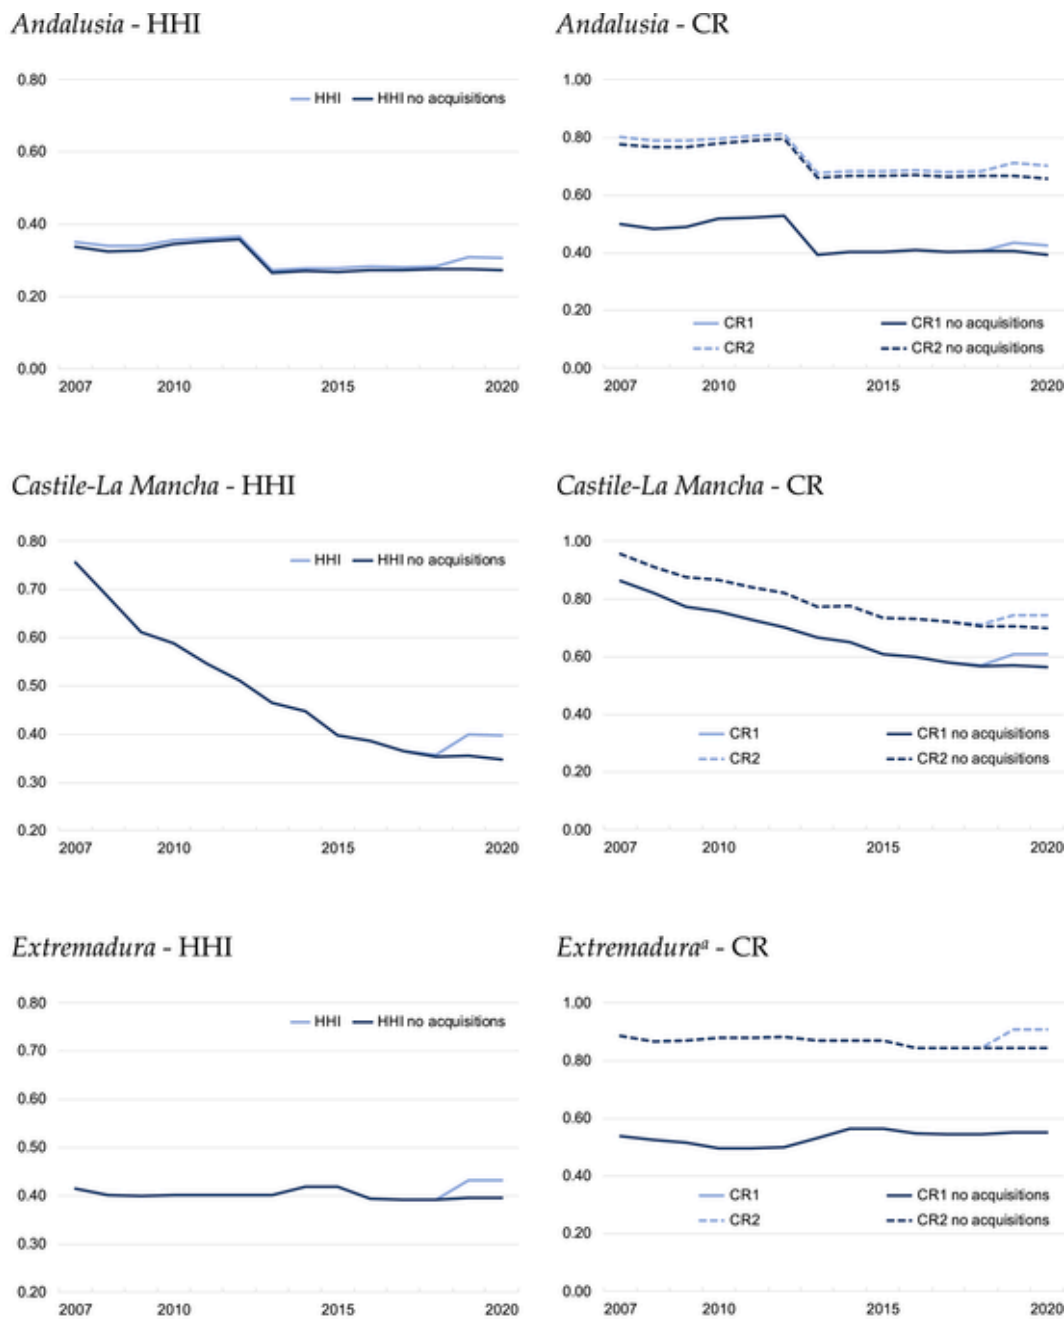 Andalusia - HHI
0.80
0.60
0.40
0.20
0.00
HHI HHI no acquisitions
2007 2010 2015 2020
Andalusia - CR
1.00
0.80
0.60
0.40
0.20
0.00
CR1 CR1 no acquisitions
CR2 CR2 no acquisitions
2007 2010 2015 2020
Castile-La Mancha - HHI
0.80
0.70
0.60
0.50
0.40
0.30
0.20
HHI HHI no acquisitions
2007 2010 2015 2020
Castile-La Mancha - CR
1.00
0.80
0.60
0.40
0.20
0.00
CR1 CR1 no acquisitions
CR2 CR2 no acquisitions
2007 2010 2015 2020
Extremadura - HHI
0.80
0.70
0.60
0.50
0.40
0.30
0.20
HHI HHI no acquisitions
2007 2010 2015 2020
Extremaduraᵃ - CR
1.00
0.80
0.60
0.40
0.20
0.00
CR1 CR1 no acquisitions
CR2 CR2 no acquisitions
2007 2010 2015 2020